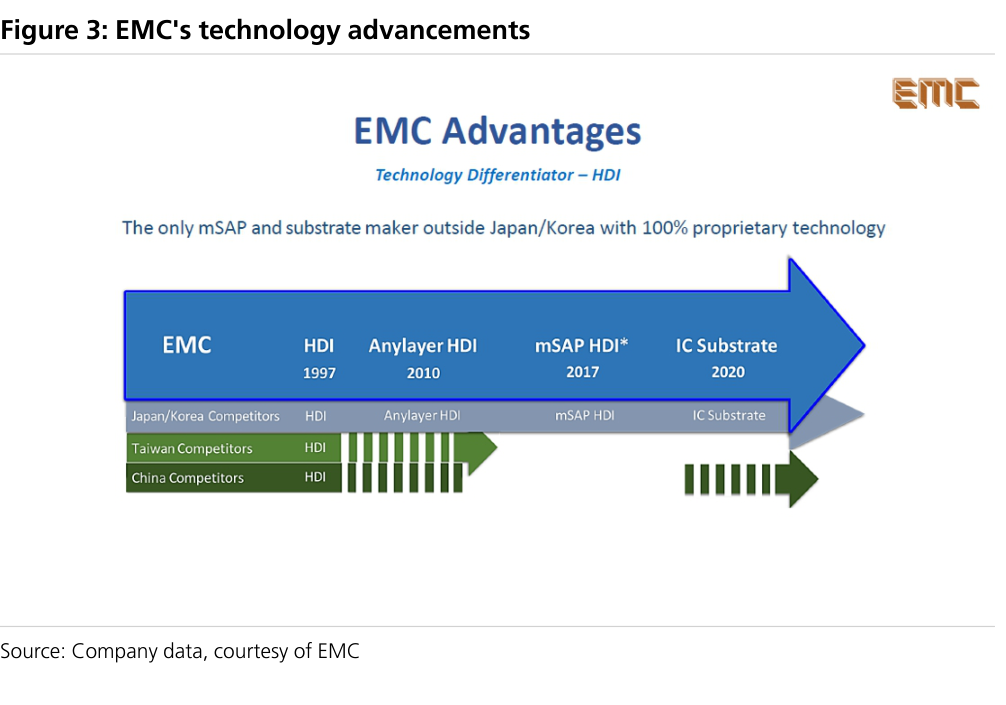 Figure 3: EMC's technology advancements
EMC
EMC Advantages
Technology Differentiator – HDI
The only mSAP and substrate maker outside Japan/Korea with 100% proprietary technology
EMC HDI Anylayer HDI mSAP HDI* IC Substrate
1997 2010 2017 2020
Japan/Korea Competitors HDI Anylayer HDI mSAP HDI IC Substrate
Taiwan Competitors HDI
China Competitors HDI
Source: Company data, courtesy of EMC